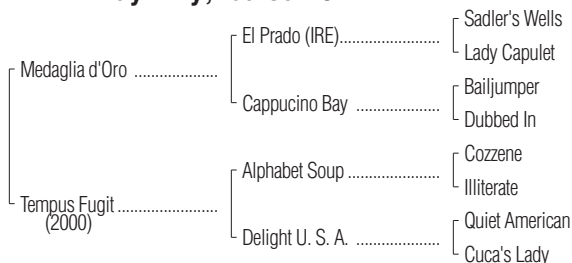 Sadler's Wells
El Prado (IRE).......................
Lady Capulet
Medaglia d'Oro ...................
Bailjumper
Cappucino Bay ...................
Dubbed In
Cozzene
Alphabet Soup ......................
Illiterate
Tempus Fugit .......................
(2000)
Quiet American
Delight U. S. A. ...................
Cuca's Lady